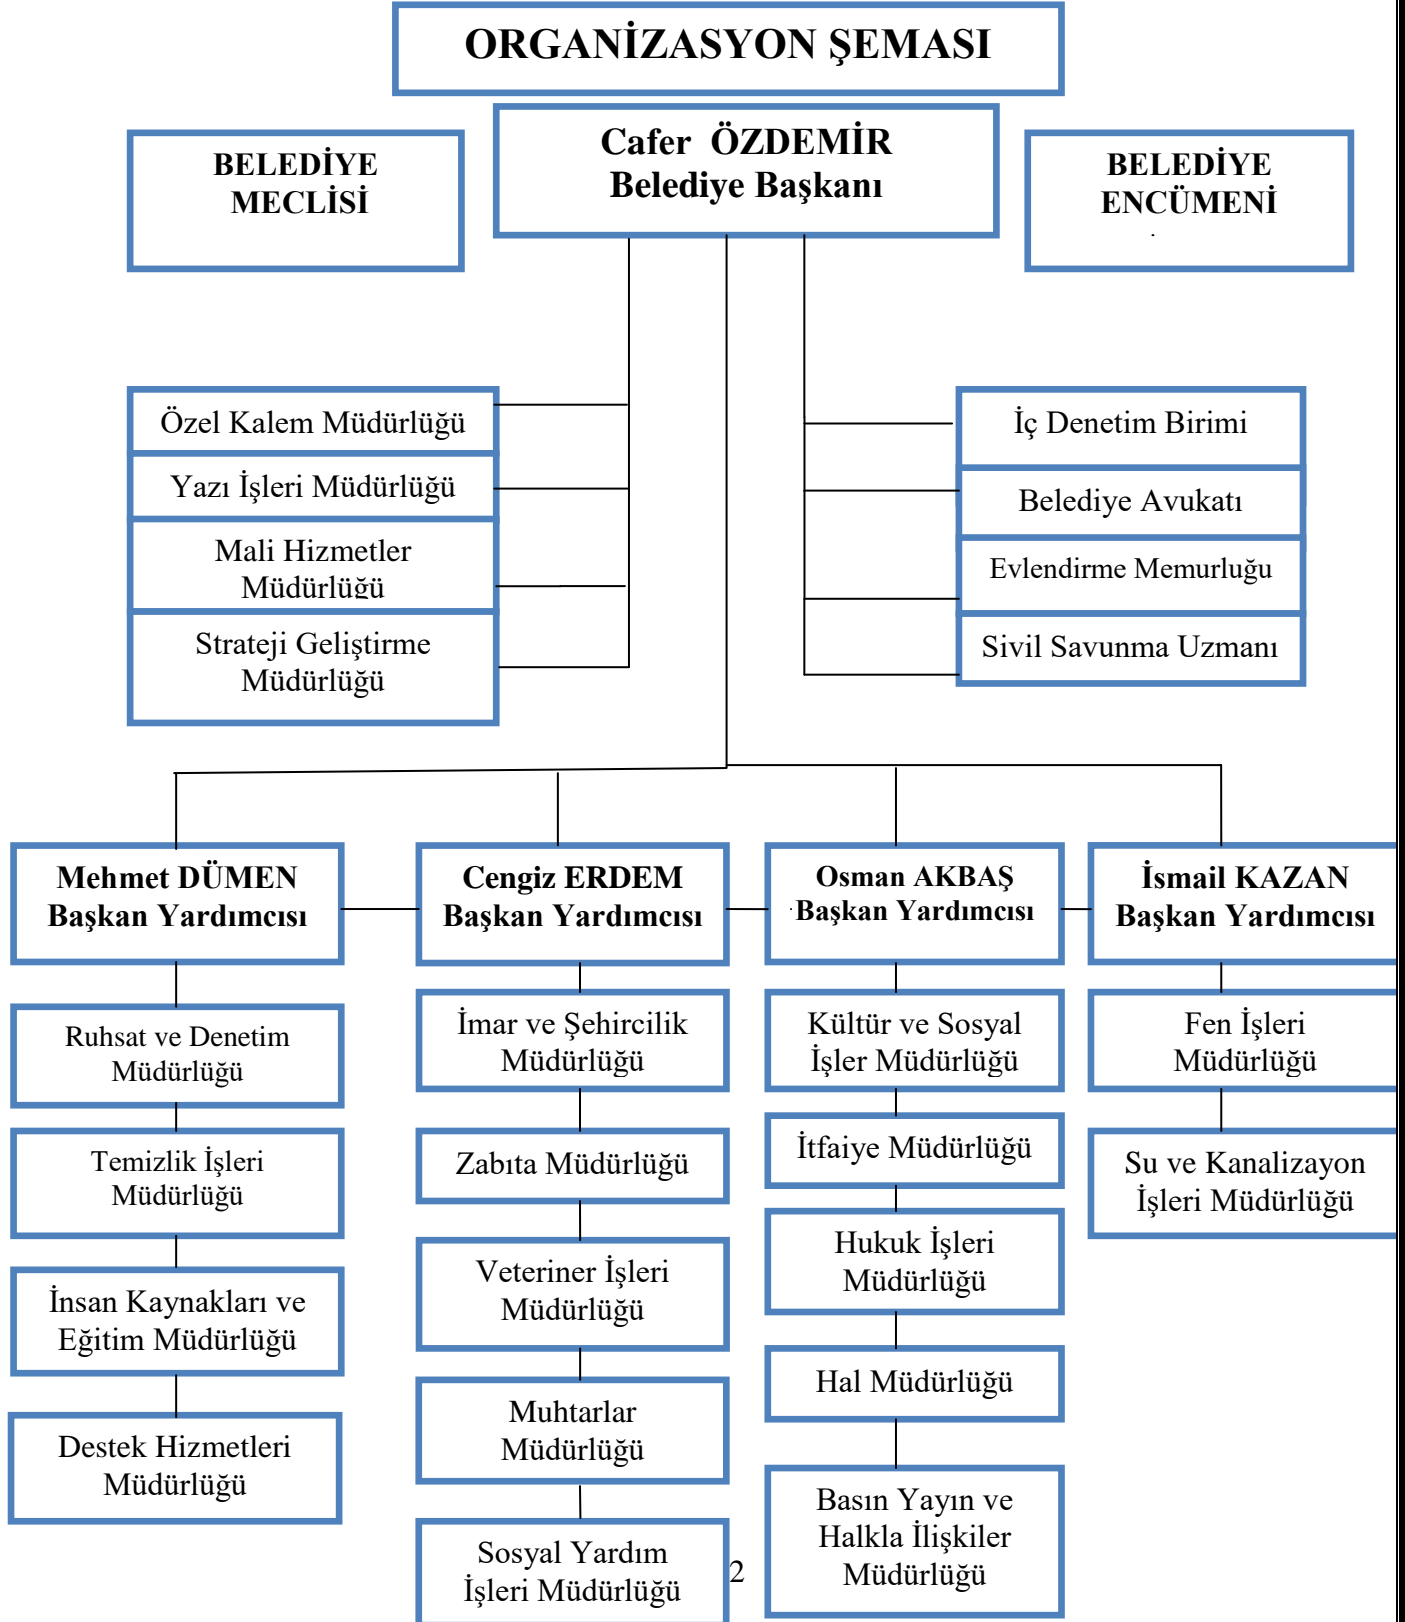 ORGANİZASYON ŞEMASI
Cafer ÖZDEMİR
Belediye Başkanı
BELEDİYE
MECLİSİ
BELEDİYE
ENCÜMENİ
Özel Kalem Müdürlüğü
Yazı İşleri Müdürlüğü
Mali Hizmetler
Müdürlüğü
Strateji Geliştirme
Müdürlüğü
İç Denetim Birimi
Belediye Avukatı
Evlendirme Memurluğu
Sivil Savunma Uzmanı
Mehmet DÜMEN
Başkan Yardımcısı
Ruhsat ve Denetim
Müdürlüğü
Temizlik İşleri
Müdürlüğü
İnsan Kaynakları ve
Eğitim Müdürlüğü
Destek Hizmetleri
Müdürlüğü
Cengiz ERDEM
Başkan Yardımcısı
İmar ve Şehircilik
Müdürlüğü
Zabıta Müdürlüğü
Veteriner İşleri
Müdürlüğü
Muhtarlar
Müdürlüğü
Sosyal Yardım
İşleri Müdürlüğü
Osman AKBAŞ
Başkan Yardımcısı
Kültür ve Sosyal
İşler Müdürlüğü
İtfaiye Müdürlüğü
Hukuk İşleri
Müdürlüğü
Hal Müdürlüğü
Basın Yayın ve
Halkla İlişkiler
Müdürlüğü
İsmail KAZAN
Başkan Yardımcısı
Fen İşleri
Müdürlüğü
Su ve Kanalizayon
İşleri Müdürlüğü
2